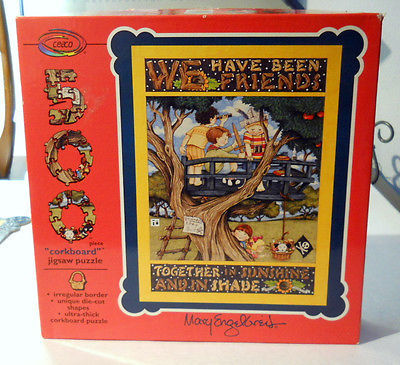 ceaco
WE HAVE BEEN
FRIENDS
500
piece
"corkboard"
jigsaw puzzle
• irregular border
• unique die-cut
shapes
• ultra-thick
corkboard puzzle
TOGETHER IN SUNSHINE
AND IN SHADE
Mary Engelbreit